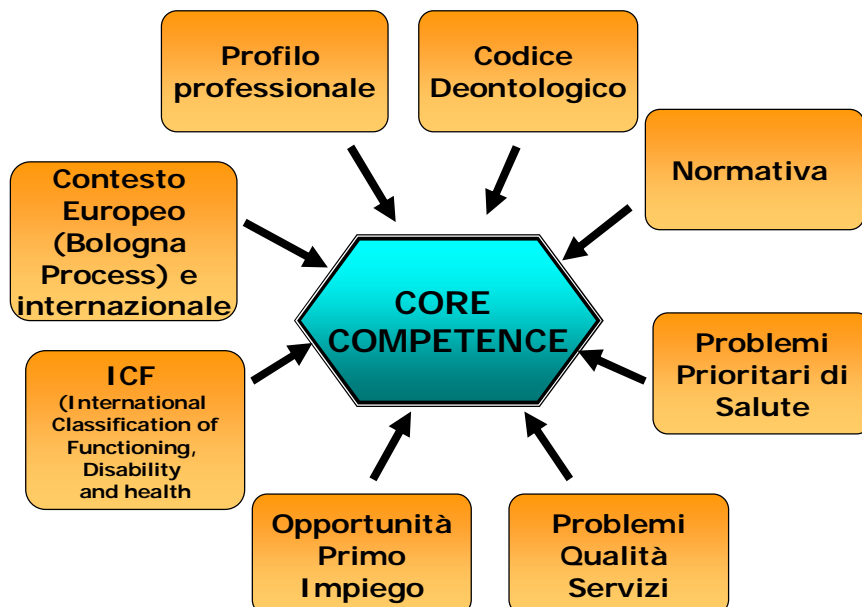 Profilo
professionale
Codice
Deontologico
Normativa
Contesto
Europeo
(Bologna
Process) e
internazionale
CORE
COMPETENCE
Problemi
Prioritari di
Salute
ICF
(International
Classification of
Functioning,
Disability
and health
Opportunità
Primo
Impiego
Problemi
Qualità
Servizi